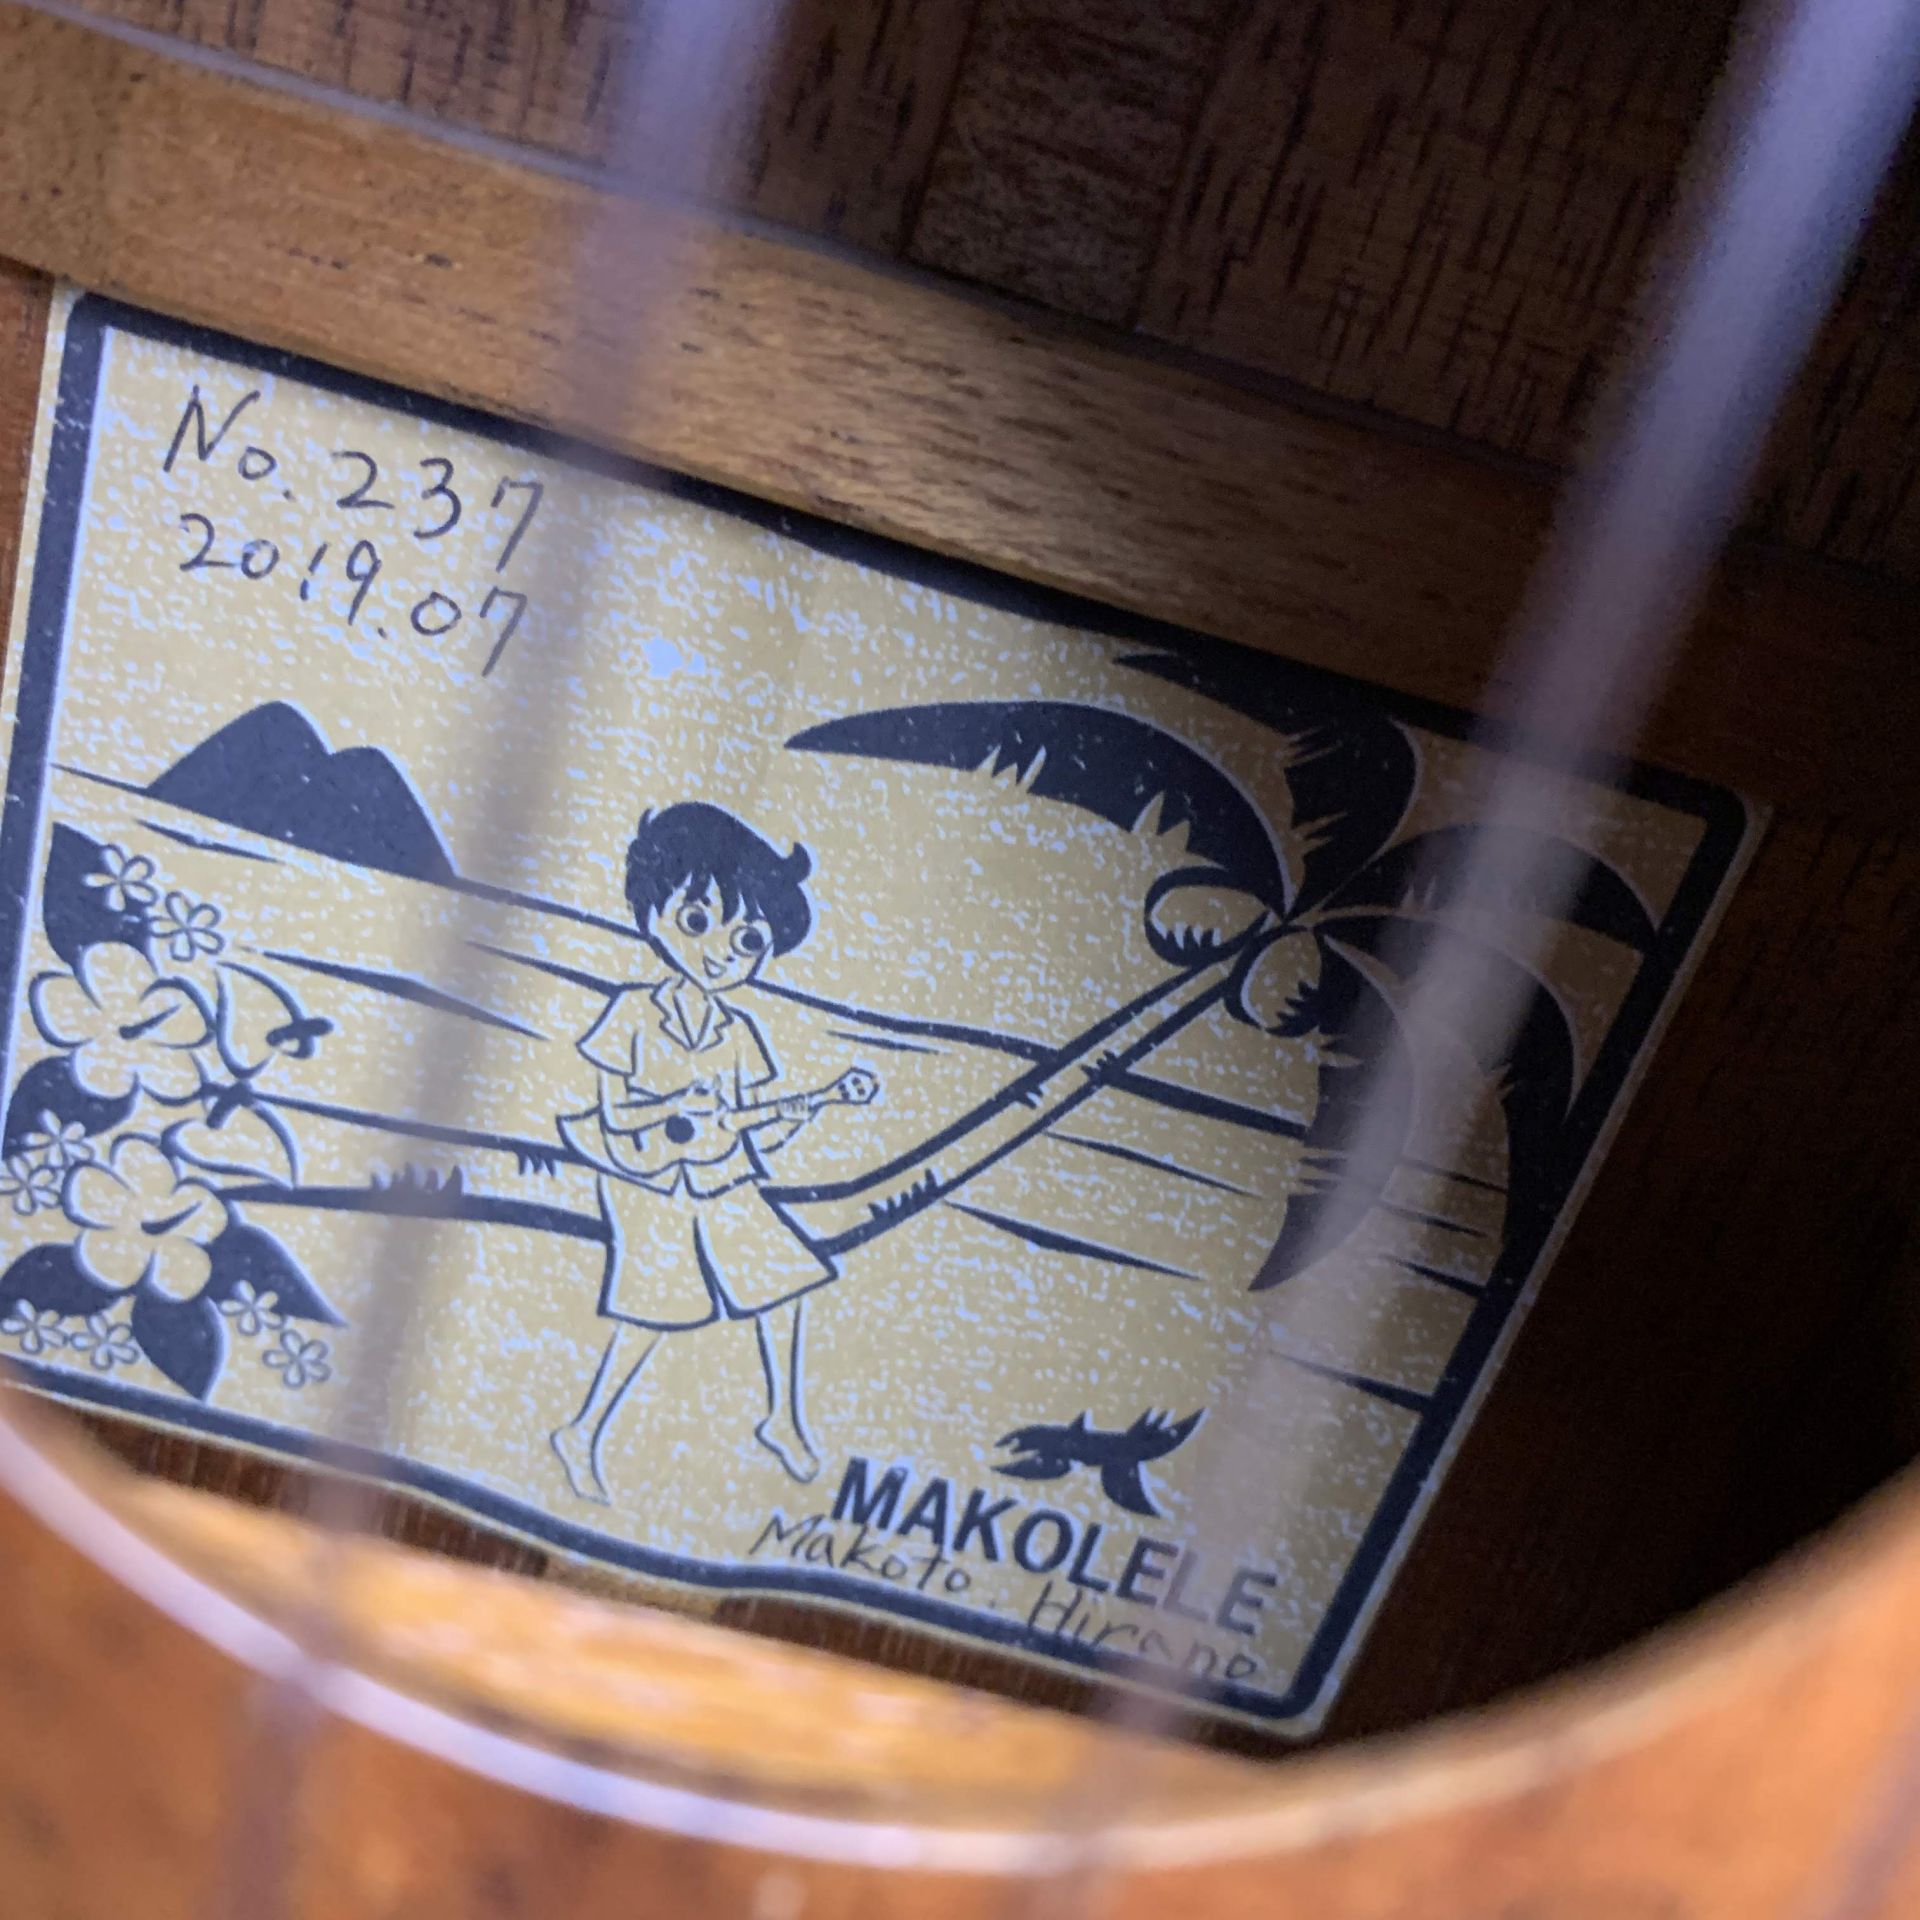 No. 237
2019.07
MAKOLELE
Makoto. Hirano